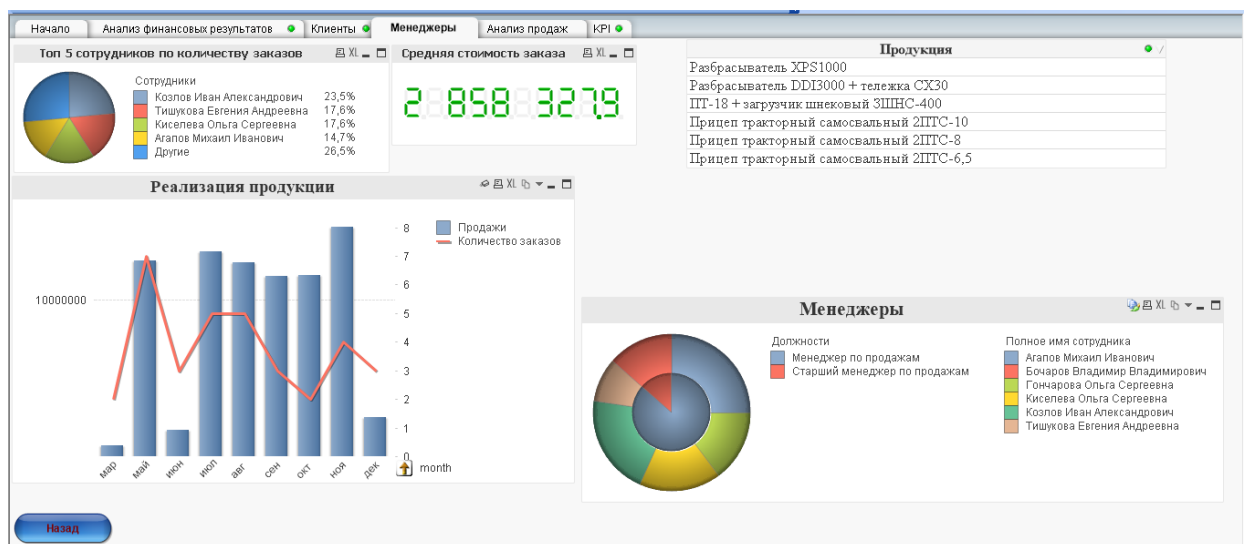 Начало
Анализ финансовых результатов
Клиенты
Менеджеры
Анализ продаж
KPI
Топ 5 сотрудников по количеству заказов
XL
Сотрудники
Козлов Иван Александрович 23,5%
Тишукова Евгения Андреевна 17,6%
Киселева Ольга Сергеевна 17,6%
Агапов Михаил Иванович 14,7%
Другие 26,5%
Средняя стоимость заказа
XL
2 858 327,9
Продукция
Разбрасыватель XPS1000
Разбрасыватель DDI3000 + тележка CX30
ПТ-18 + загрузчик шнековый ЗШНС-400
Прицеп тракторный самосвальный 2ПТС-10
Прицеп тракторный самосвальный 2ПТС-8
Прицеп тракторный самосвальный 2ПТС-6,5
Реализация продукции
XL
10000000
8
7
6
5
4
3
2
1
0
Продажи
Количество заказов
мар
май
июн
июл
авг
сен
окт
ноя
дек
month
Менеджеры
XL
Должности
Менеджер по продажам
Старший менеджер по продажам
Полное имя сотрудника
Агапов Михаил Иванович
Бочаров Владимир Владимирович
Гончарова Ольга Сергеевна
Киселева Ольга Сергеевна
Козлов Иван Александрович
Тишукова Евгения Андреевна
Назад